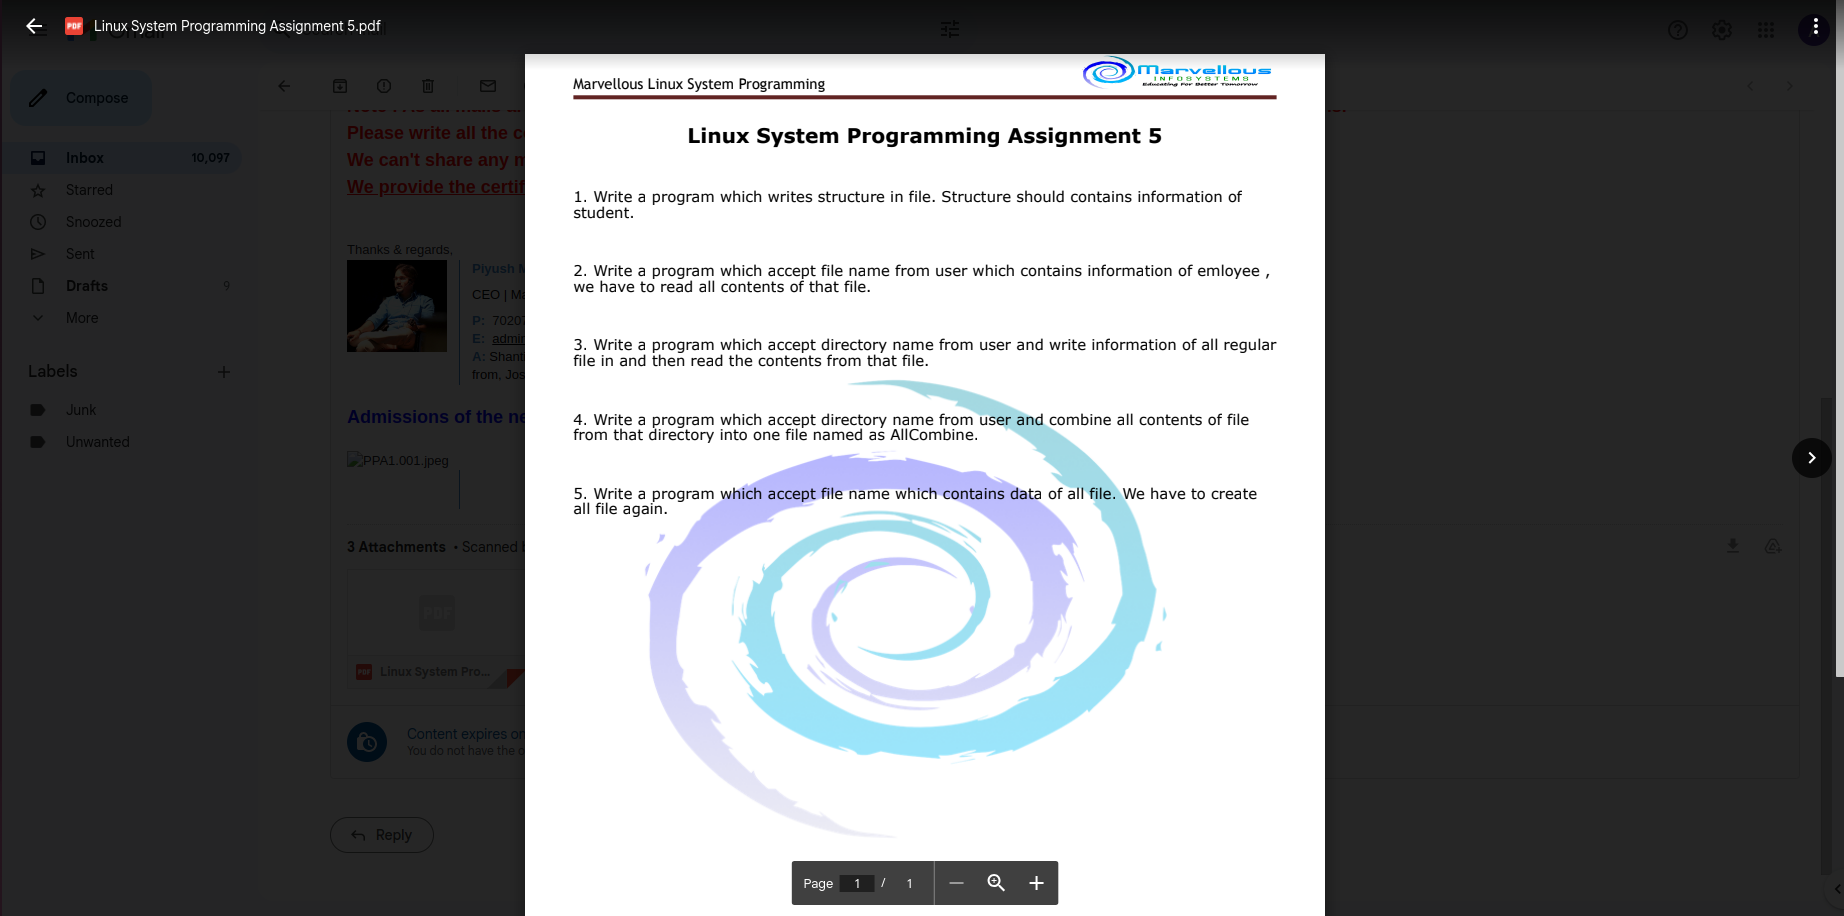 Linux System Programming Assignment 5.pdf
Compose
Inbox 10,097
Starred
Snoozed
Sent
Drafts 9
More
Labels
Junk
Unwanted
Please write all the
We can't share any
We provide the
Thanks & regards,
Piyush
CEO |
P: 70207
E:
A:
from, Jos
Admissions of the
PPA1.001.jpeg
3 Attachments • Scanned
PDF
Linux System Pro...
Content expires
You do not have the
Reply
Marvellous Linux System Programming
Marvellous
INFOSYSTEMS
Educating For Better Tomorrow
Linux System Programming Assignment 5
1. Write a program which writes structure in file. Structure should contains information of
student.
2. Write a program which accept file name from user which contains information of emloyee ,
we have to read all contents of that file.
3. Write a program which accept directory name from user and write information of all regular
file in and then read the contents from that file.
4. Write a program which accept directory name from user and combine all contents of file
from that directory into one file named as AllCombine.
5. Write a program which accept file name which contains data of all file. We have to create
all file again.
Page 1 / 1